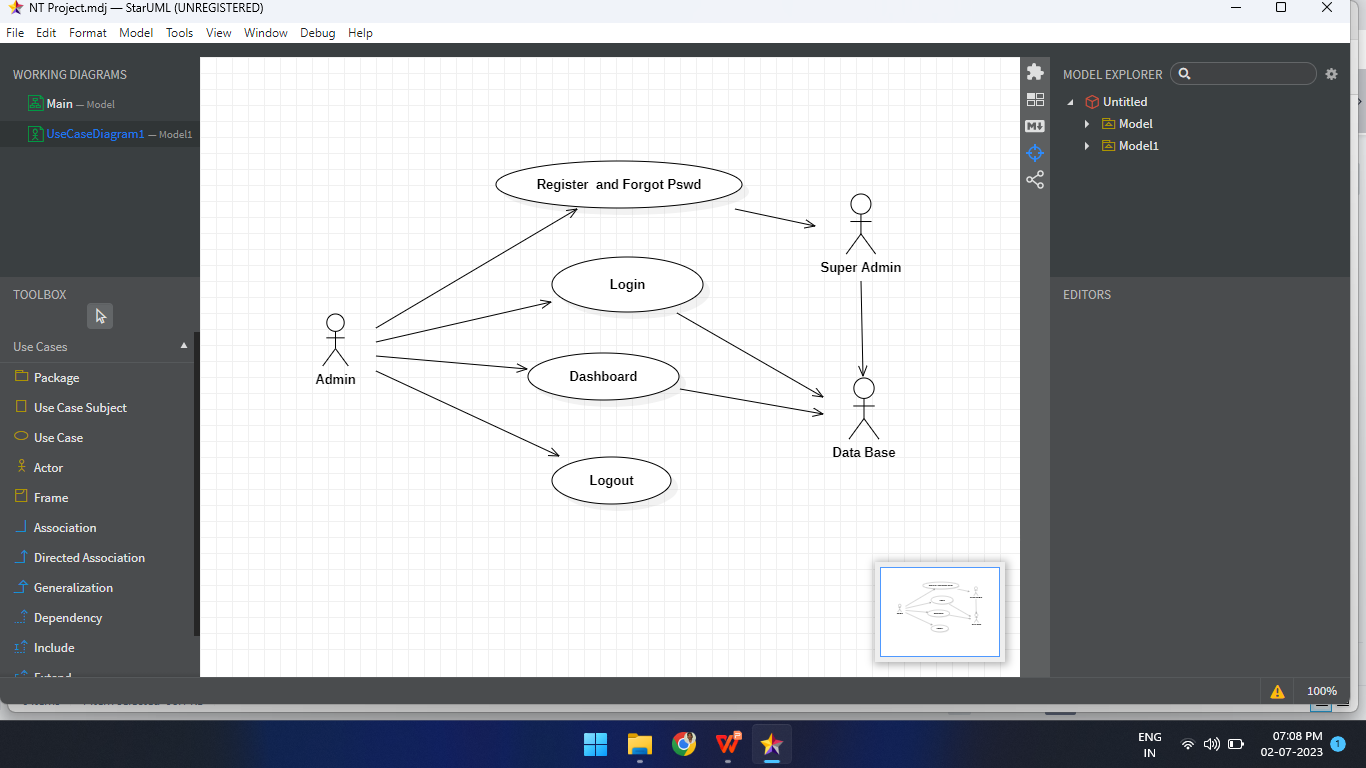 NT Project.mdj — StarUML (UNREGISTERED)
File Edit Format Model Tools View Window Debug Help
WORKING DIAGRAMS
Main — Model
UseCaseDiagram1 — Model1
TOOLBOX
Use Cases
Package
Use Case Subject
Use Case
Actor
Frame
Association
Directed Association
Generalization
Dependency
Include
Extend
Register and Forgot Pswd
Super Admin
Login
Admin
Dashboard
Data Base
Logout
MODEL EXPLORER
Untitled
Model
Model1
EDITORS
100%
ENG
IN
07:08 PM
02-07-2023
1